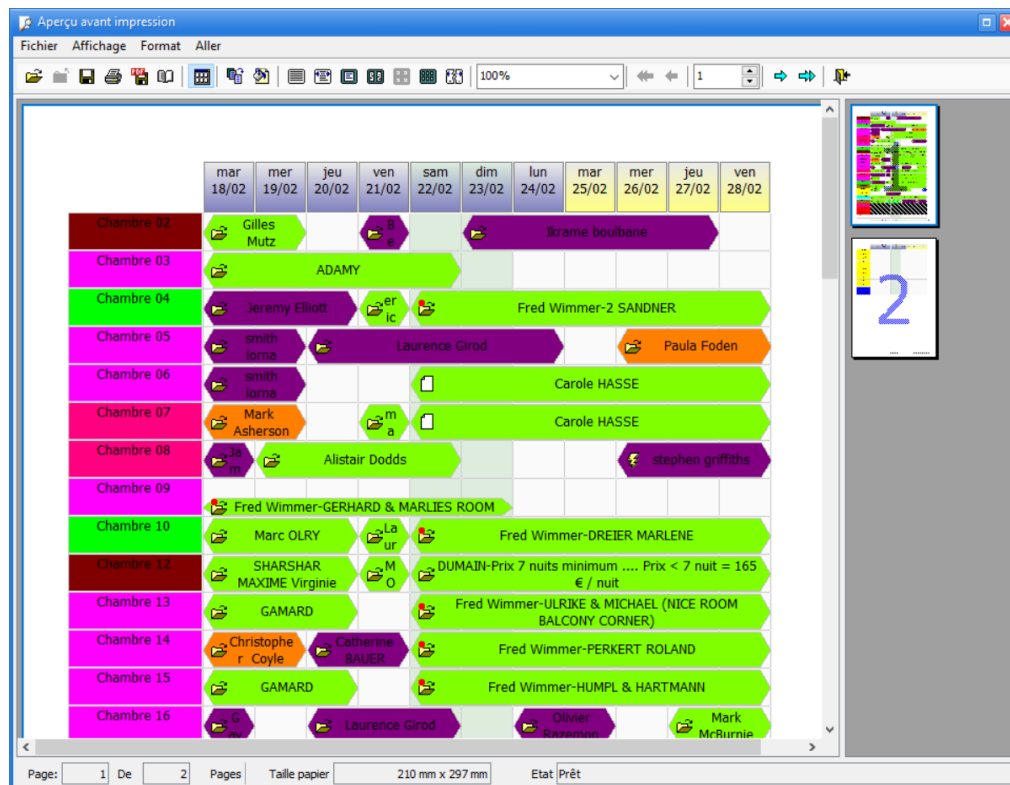 Aperçu avant impression
Fichier Affichage Format Aller
100% 1
mar mer jeu ven sam dim lun mar mer jeu ven
18/02 19/02 20/02 21/02 22/02 23/02 24/02 25/02 26/02 27/02 28/02
Chambre 02 Gilles Mutz B e Ikrame boulbane
Chambre 03 ADAMY
Chambre 04 Jeremy Elliott er ic Fred Wimmer-2 SANDNER
Chambre 05 smith lorna Laurence Girod Paula Foden
Chambre 06 smith lorna Carole HASSE
Chambre 07 Mark Asherson m a Carole HASSE
Chambre 08 Ja m Alistair Dodds stephen griffiths
Chambre 09
Fred Wimmer-GERHARD & MARLIES ROOM
Chambre 10 Marc OLRY La ur Fred Wimmer-DREIER MARLENE
Chambre 12 SHARSHAR MAXIME Virginie M O DUMAIN-Prix 7 nuits minimum .... Prix < 7 nuit = 165 € / nuit
Chambre 13 GAMARD Fred Wimmer-ULRIKE & MICHAEL (NICE ROOM BALCONY CORNER)
Chambre 14 Christophe r Coyle Catherine BAUER Fred Wimmer-PERKERT ROLAND
Chambre 15 GAMARD Fred Wimmer-HUMPL & HARTMANN
Chambre 16 G Laurence Girod Olivier Razemon Mark McBurnie
2
Page: 1 De 2 Pages Taille papier 210 mm x 297 mm Etat Prêt